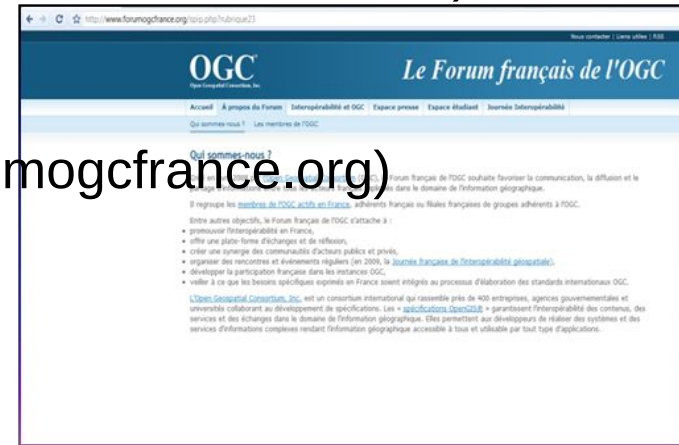 http://www.forumogcfrance.org/spip.php?rubrique23
Nous contacter | Liens utiles | RSS
OGC
Open Geospatial Consortium, Inc.
Le Forum français de l'OGC
Accueil À propos du Forum Interopérabilité et OGC Espace presse Espace étudiant Journée Interopérabilité
Qui sommes-nous ? Les membres de l'OGC
Qui sommes-nous ?
mogcfrance.org)
Forum français de l'OGC souhaite favoriser la communication, la diffusion et le
dans le domaine de l'information géographique.
Il regroupe les membres de l'OGC actifs en France, adhérents français ou filiales françaises de groupes adhérents à l'OGC.
Entre autres objectifs, le Forum français de l'OGC s'attache à :
• promouvoir l'interopérabilité en France,
• offrir une plate-forme d'échanges et de réflexion,
• créer une synergie des communautés d'acteurs publics et privés,
• organiser des rencontres et événements réguliers (en 2009, la Journée française de l'interopérabilité géospatiale),
• développer la participation française dans les instances OGC,
• veiller à ce que les besoins spécifiques exprimés en France soient intégrés au processus d'élaboration des standards internationaux OGC.
L'Open Geospatial Consortium, Inc. est un consortium international qui rassemble près de 400 entreprises, agences gouvernementales et
universités collaborant au développement de spécifications. Les « spécifications OpenGIS® » garantissent l'interopérabilité des contenus, des
services et des échanges dans le domaine de l'information géographique. Elles permettent aux développeurs de réaliser des systèmes et des
services d'informations complexes rendant l'information géographique accessible à tous et utilisable par tout type d'applications.